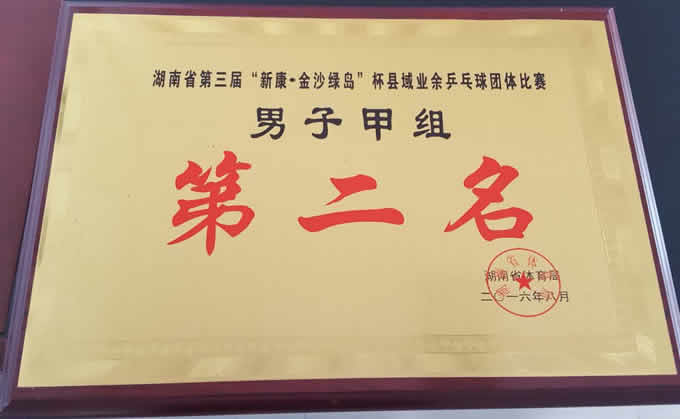 湖南省第三届“新康·金沙绿岛”杯县域业余乒乓球团体比赛
男子甲组
第二名
湖南省体育局
二〇一六年八月